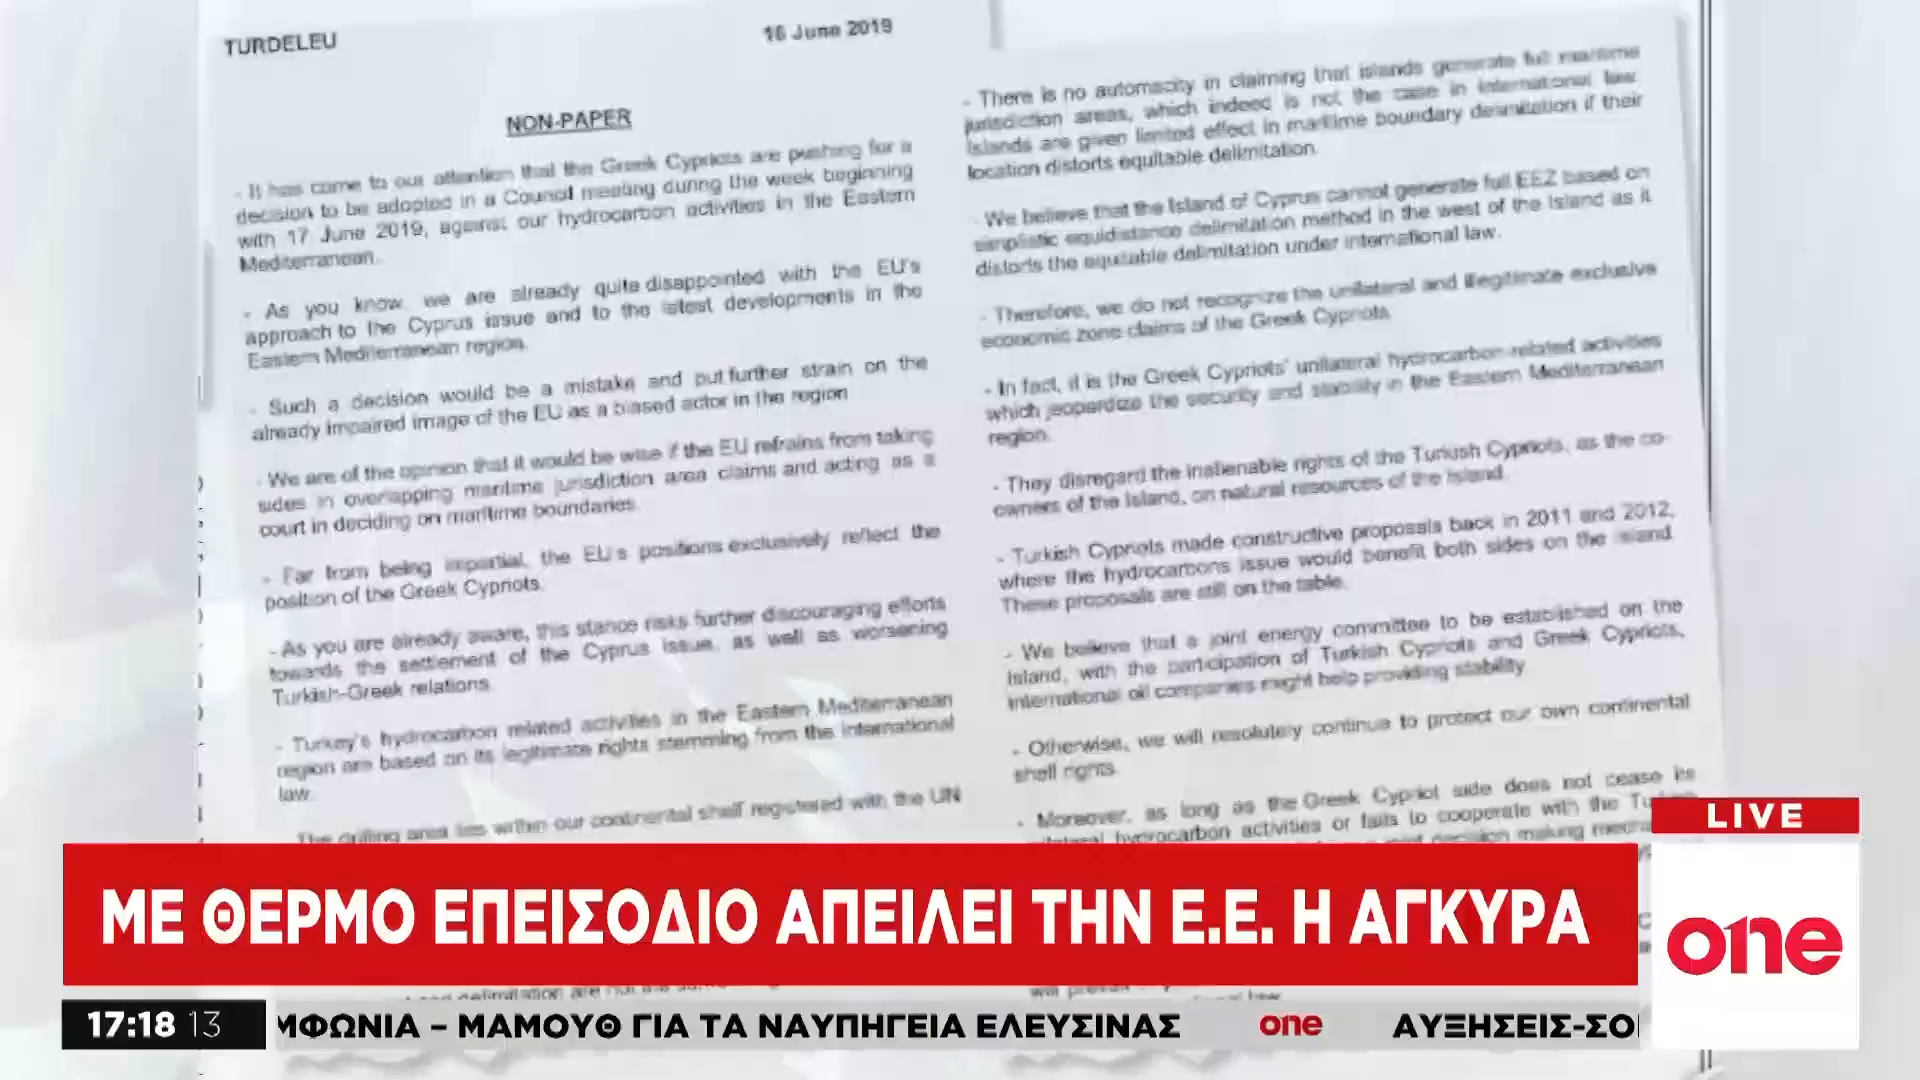 TURDELEU
16 June 2019
NON-PAPER
- It has come to our attention that the Greek Cypriots are pushing for a
decision to be adopted in a Council meeting during the week beginning
with 17 June 2019, against our hydrocarbon activities in the Eastern
Mediterranean.
- As you know, we are already quite disappointed with the EU's
approach to the Cyprus issue and to the latest developments in the
Eastern Mediterranean region.
- Such a decision would be a mistake and put further strain on the
already impaired image of the EU as a biased actor in the region
- We are of the opinion that it would be wise if the EU refrains from taking
sides in overlapping maritime jurisdiction area claims and acting as a
court in deciding on maritime boundaries.
- Far from being impartial, the EU's positions exclusively reflect the
position of the Greek Cypriots.
- As you are already aware, this stance risks further discouraging efforts
towards the settlement of the Cyprus issue, as well as worsening
Turkish-Greek relations.
- Turkey's hydrocarbon related activities in the Eastern Mediterranean
region are based on its legitimate rights stemming from the international
law.
The drilling area lies within our continental shelf registered with the UN
- There is no automacity in claiming that islands generate full maritime
jurisdiction areas, which indeed is not the case in international law.
Islands are given limited effect in maritime boundary delimitation if their
location distorts equitable delimitation.
- We believe that the Island of Cyprus cannot generate full EEZ based on
simplistic equidistance delimitation method in the west of the Island as it
distorts the equitable delimitation under international law.
- Therefore, we do not recognize the unilateral and illegitimate exclusive
economic zone claims of the Greek Cypriots
- In fact, it is the Greek Cypriots' unilateral hydrocarbon-related activities
which jeopardize the security and stability in the Eastern Mediterranean
region.
- They disregard the inalienable rights of the Turkish Cypriots, as the co-
owners of the Island, on natural resources of the Island.
- Turkish Cypriots made constructive proposals back in 2011 and 2012,
where the hydrocarbons issue would benefit both sides on the Island.
These proposals are still on the table.
- We believe that a joint energy committee to be established on the
Island, with the participation of Turkish Cypriots and Greek Cypriots,
international oil companies might help providing stability
- Otherwise, we will resolutely continue to protect our own continental
shelf rights.
- Moreover, as long as the Greek Cypriot side does not cease its
hydrocarbon activities or fails to cooperate with the
LIVE
ΜΕ ΘΕΡΜΟ ΕΠΕΙΣΟΔΙΟ ΑΠΕΙΛΕΙ ΤΗΝ Ε.Ε. Η ΑΓΚΥΡΑ
one
17:18 13
ΜΦΩΝΙΑ – ΜΑΜΟΥΘ ΓΙΑ ΤΑ ΝΑΥΠΗΓΕΙΑ ΕΛΕΥΣΙΝΑΣ one ΑΥΞΗΣΕΙΣ-ΣΟ